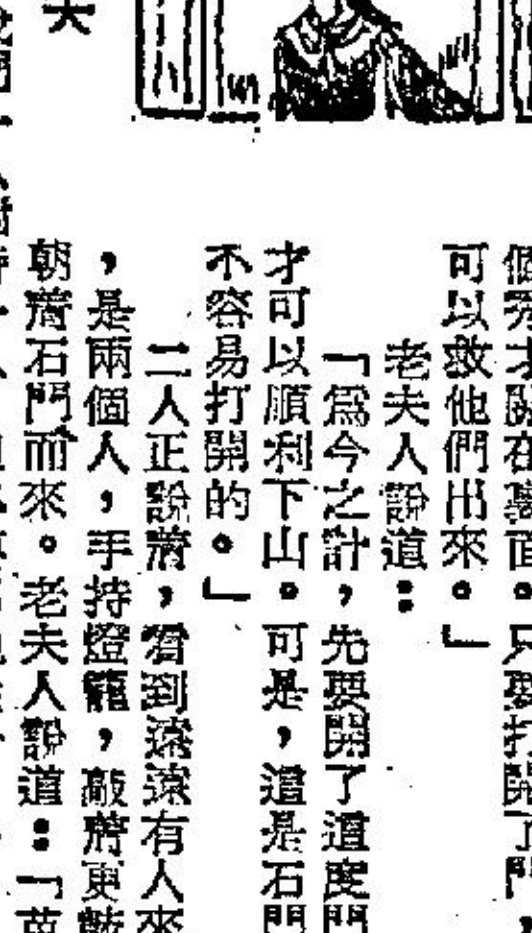 個秀才關在裏面。只要打開了門，
可以救他們出來。」
老夫人說道：
「爲今之計，先要開了這度門
才可以順利下山。可是，這是石門
不容易打開的。」
二人正說着，看到遠遠有人來
，是兩個人，手持燈籠，敲着更鼓
朝着石門而來。老夫人說道：「